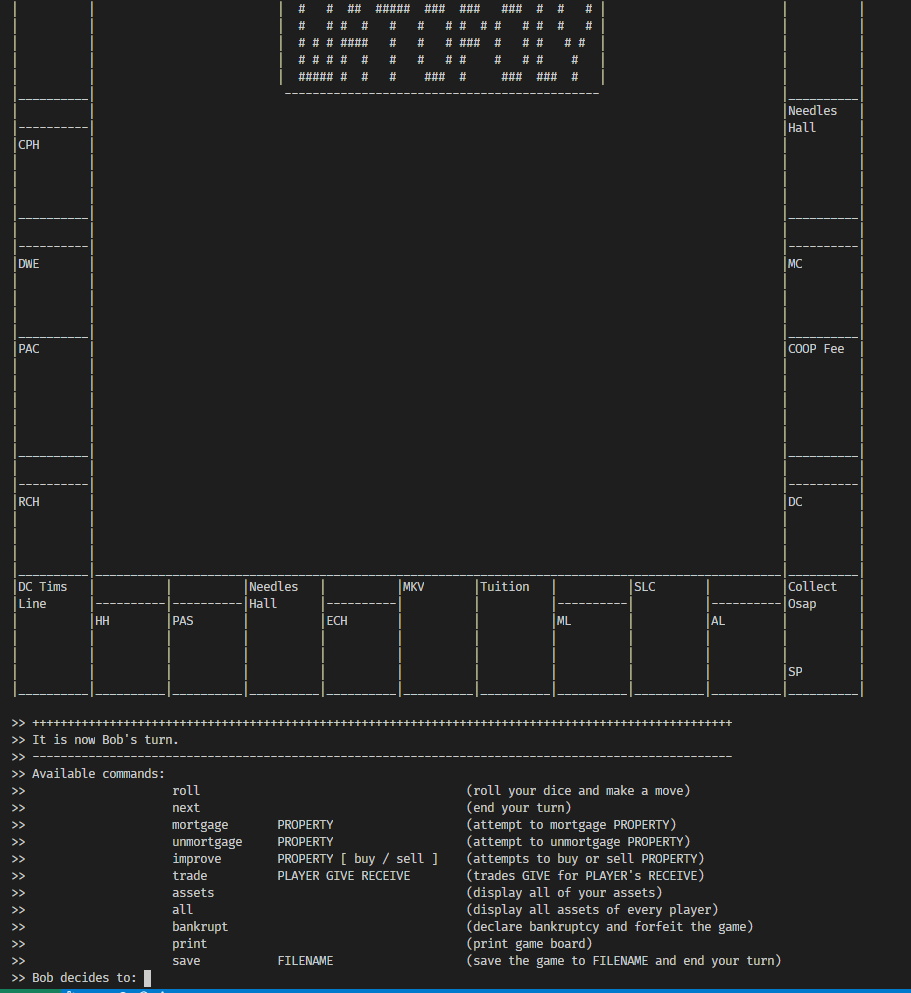 Needles
Hall
CPH
DWE
MC
PAC
COOP Fee
RCH
DC
DC Tims Needles MKV Tuition SLC Collect
Line Hall Osap
HH PAS ECH ML AL
SP
>> ++++++++++++++++++++++++++++++++++++++++++++++++++++++++++++++++++++++++++++++++++++++++++++++++++++
>> It is now Bob's turn.
>> ----------------------------------------------------------------------------------------------------
>> Available commands:
>> roll (roll your dice and make a move)
>> next (end your turn)
>> mortgage PROPERTY (attempt to mortgage PROPERTY)
>> unmortgage PROPERTY (attempt to unmortgage PROPERTY)
>> improve PROPERTY [ buy / sell ] (attempts to buy or sell PROPERTY)
>> trade PLAYER GIVE RECEIVE (trades GIVE for PLAYER's RECEIVE)
>> assets (display all of your assets)
>> all (display all assets of every player)
>> bankrupt (declare bankruptcy and forfeit the game)
>> print (print game board)
>> save FILENAME (save the game to FILENAME and end your turn)
>> Bob decides to: